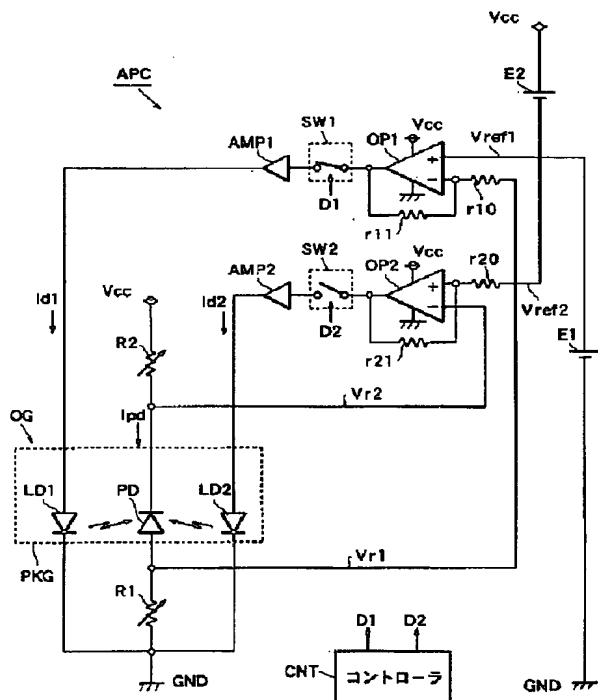 Vcc
E2
APC
SW1
OP1
Vcc
Vref1
AMP1
D1
r10
r11
SW2
OP2
Vcc
r20
AMP2
Id1
Vcc
Id2
D2
Vref2
E1
R2
r21
Vr2
Ipd
OG
LD1
PD
LD2
PKG
Vr1
R1
D1
D2
CNT
コントローラ
GND
GND